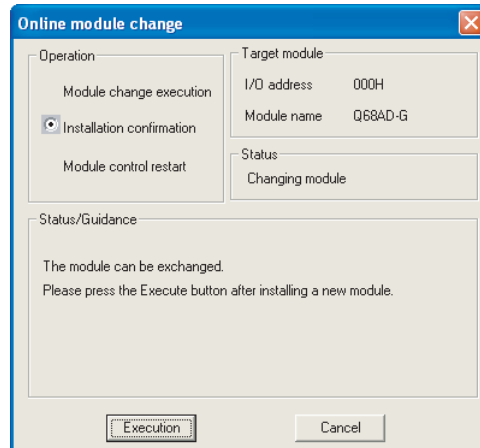 Online module change
Operation
Module change execution
Installation confirmation
Module control restart
Target module
I/O address 000H
Module name Q68AD-G
Status
Changing module
Status/Guidance
The module can be exchanged.
Please press the Execute button after installing a new module.
Execution Cancel